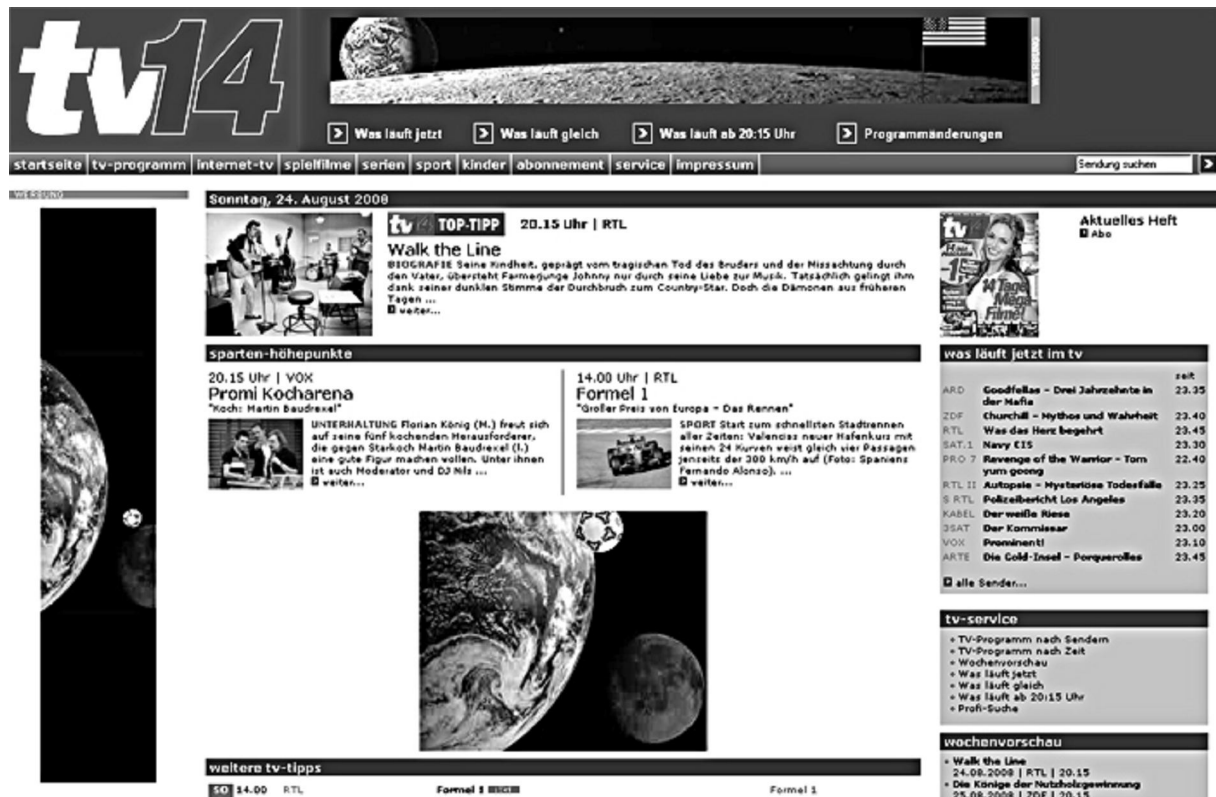 tv14
WERBUNG
Was läuft jetzt
Was läuft gleich
Was läuft ab 20:15 Uhr
Programmänderungen
startseite | tv-programm | internet-tv | spielfilme | serien | sport | kinder | abonnement | service | impressum
Sendung suchen
WERBUNG
Sonntag, 24. August 2008
tv14 TOP-TIPP 20.15 Uhr | RTL
Walk the Line
BIOGRAFIE Seine Kindheit, geprägt vom tragischen Tod des Bruders und der Missachtung durch
den Vater, übersteht Farmerjunge Johnny nur durch seine Liebe zur Musik. Tatsächlich gelingt ihm
dank seiner dunklen Stimme der Durchbruch zum Country-Star. Doch die Dämonen aus früheren
Tagen ...
weiter...
sparten-höhepunkte
20.15 Uhr | VOX
Promi Kocharena
"Koch: Martin Baudrexel"
UNTERHALTUNG Florian König (M.) freut sich
auf seine fünf kochenden Herausforderer,
die gegen Starkoch Martin Baudrexel (l.)
eine gute Figur machen wollen. Unter ihnen
ist auch Moderator und DJ Nils ...
weiter...
14.00 Uhr | RTL
Formel 1
"Großer Preis von Europa - Das Rennen"
SPORT Start zum schnellsten Stadtrennen
aller Zeiten: Valencias neuer Hafenkurs mit
seinen 24 Kurven weist gleich vier Passagen
jenseits der 300 km/h auf (Foto: Spaniens
Fernando Alonso). ...
weiter...
weitere tv-tipps
SO 14.00 RTL Formel 1 Formel 1
tv14
14 Tage
Mega-
Filme!
Aktuelles Heft
Abo
was läuft jetzt im tv
seit
ARD Goodfellas - Drei Jahrzehnte in der Mafia 23.35
ZDF Churchill - Mythos und Wahrheit 23.40
RTL Was das Herz begehrt 23.45
SAT.1 Navy CIS 23.30
PRO 7 Revenge of the Warrior - Tom yum goong 22.40
RTL II Autopsie - Mysteriöse Todesfälle 23.25
S RTL Polizeibericht Los Angeles 23.35
KABEL Der weiße Riese 23.20
3SAT Der Kommissar 23.00
VOX Prominent! 23.10
ARTE Die Gold-Insel - Porquerolles 23.45
alle Sender...
tv-service
TV-Programm nach Sendern
TV-Programm nach Zeit
Wochenvorschau
Was läuft jetzt
Was läuft gleich
Was läuft ab 20:15 Uhr
Profi-Suche
wochenvorschau
Walk the Line
24.08.2008 | RTL | 20.15
Die Könige der Nutzholzgewinnung
25.08.2008 | ZDF | 20.15